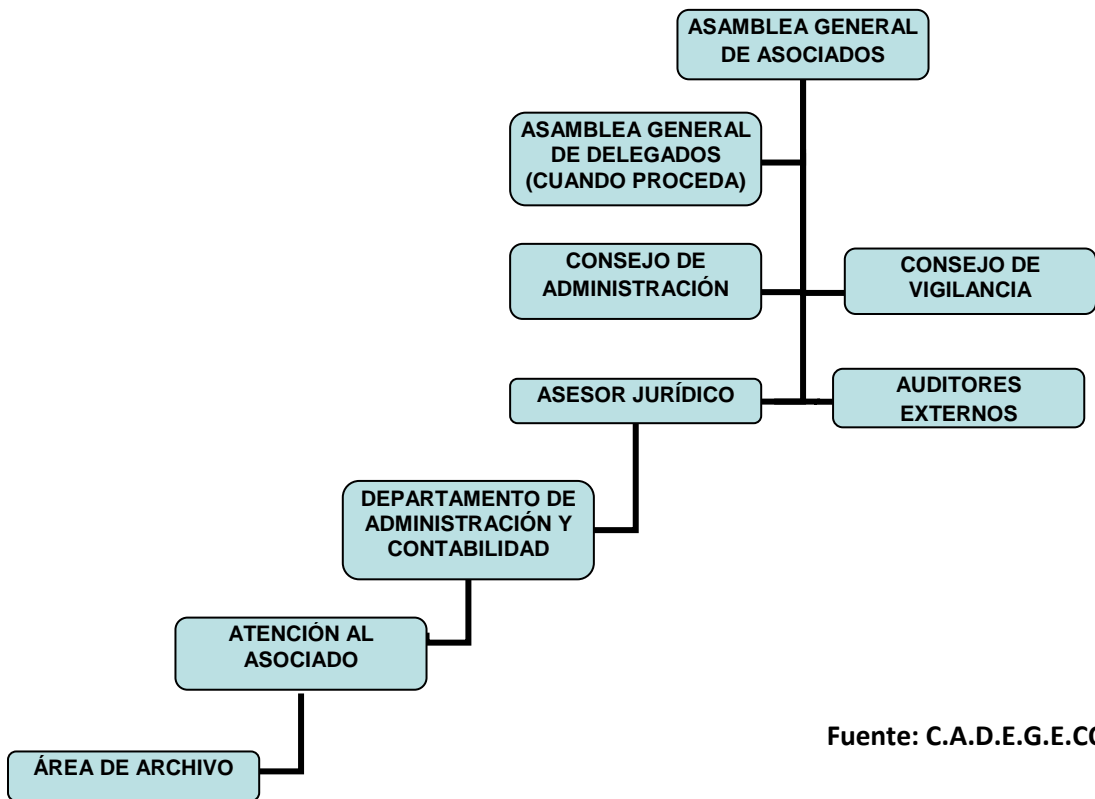 ASAMBLEA GENERAL
DE ASOCIADOS
ASAMBLEA GENERAL
DE DELEGADOS
(CUANDO PROCEDA)
CONSEJO DE
ADMINISTRACIÓN
CONSEJO DE
VIGILANCIA
ASESOR JURÍDICO
AUDITORES
EXTERNOS
DEPARTAMENTO DE
ADMINISTRACIÓN Y
CONTABILIDAD
ATENCIÓN AL
ASOCIADO
ÁREA DE ARCHIVO
Fuente: C.A.D.E.G.E.CO